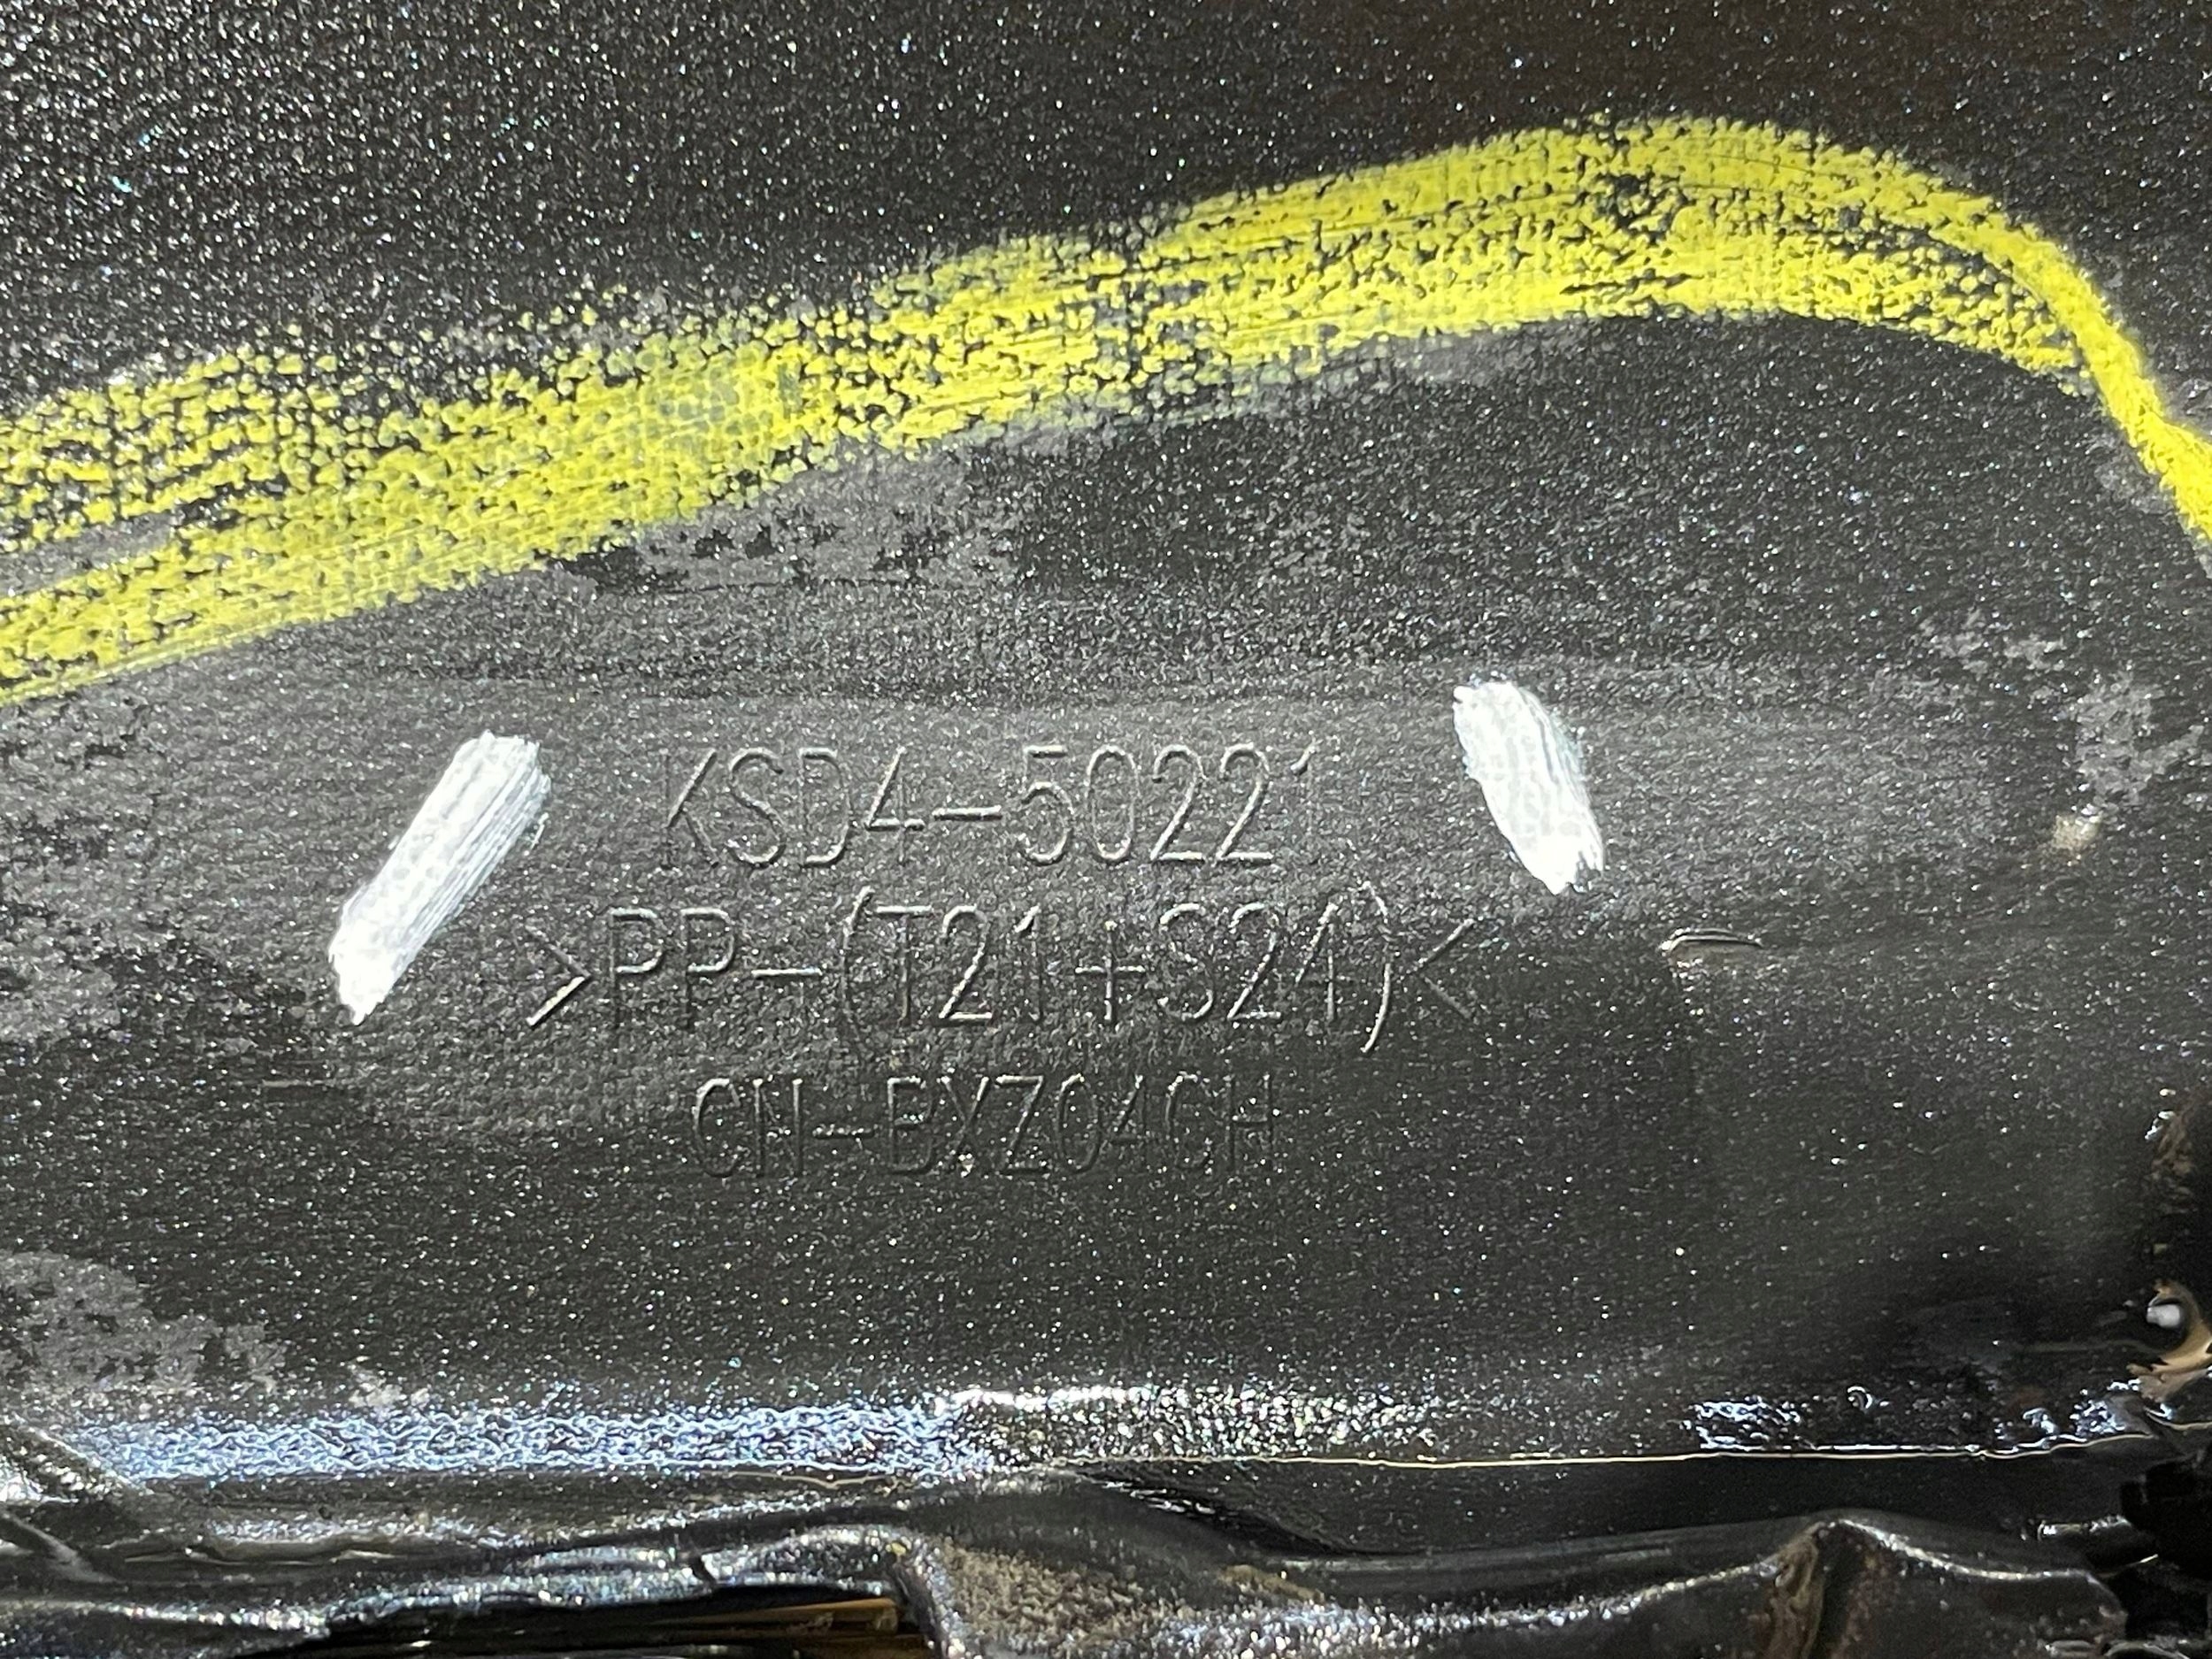 KSD4-50221
>PP-(T21+S24)<
CN-BXZ04CH